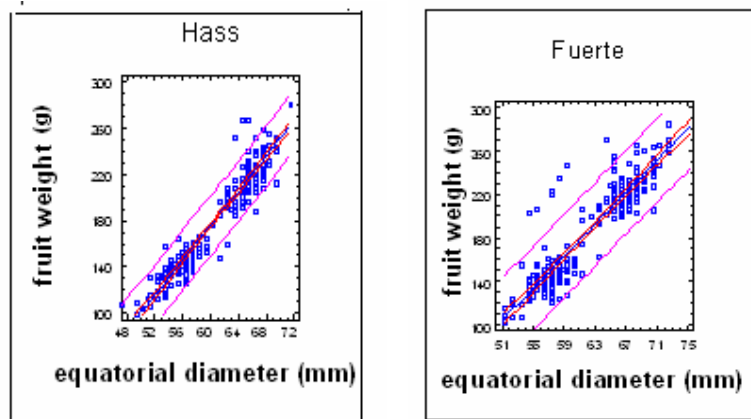 Hass
fruit weight (g)
300
260
220
180
140
100
48 52 56 60 64 68 72
equatorial diameter (mm)
Fuerte
fruit weight (g)
300
260
220
180
140
100
51 55 59 63 67 71 75
equatorial diameter (mm)